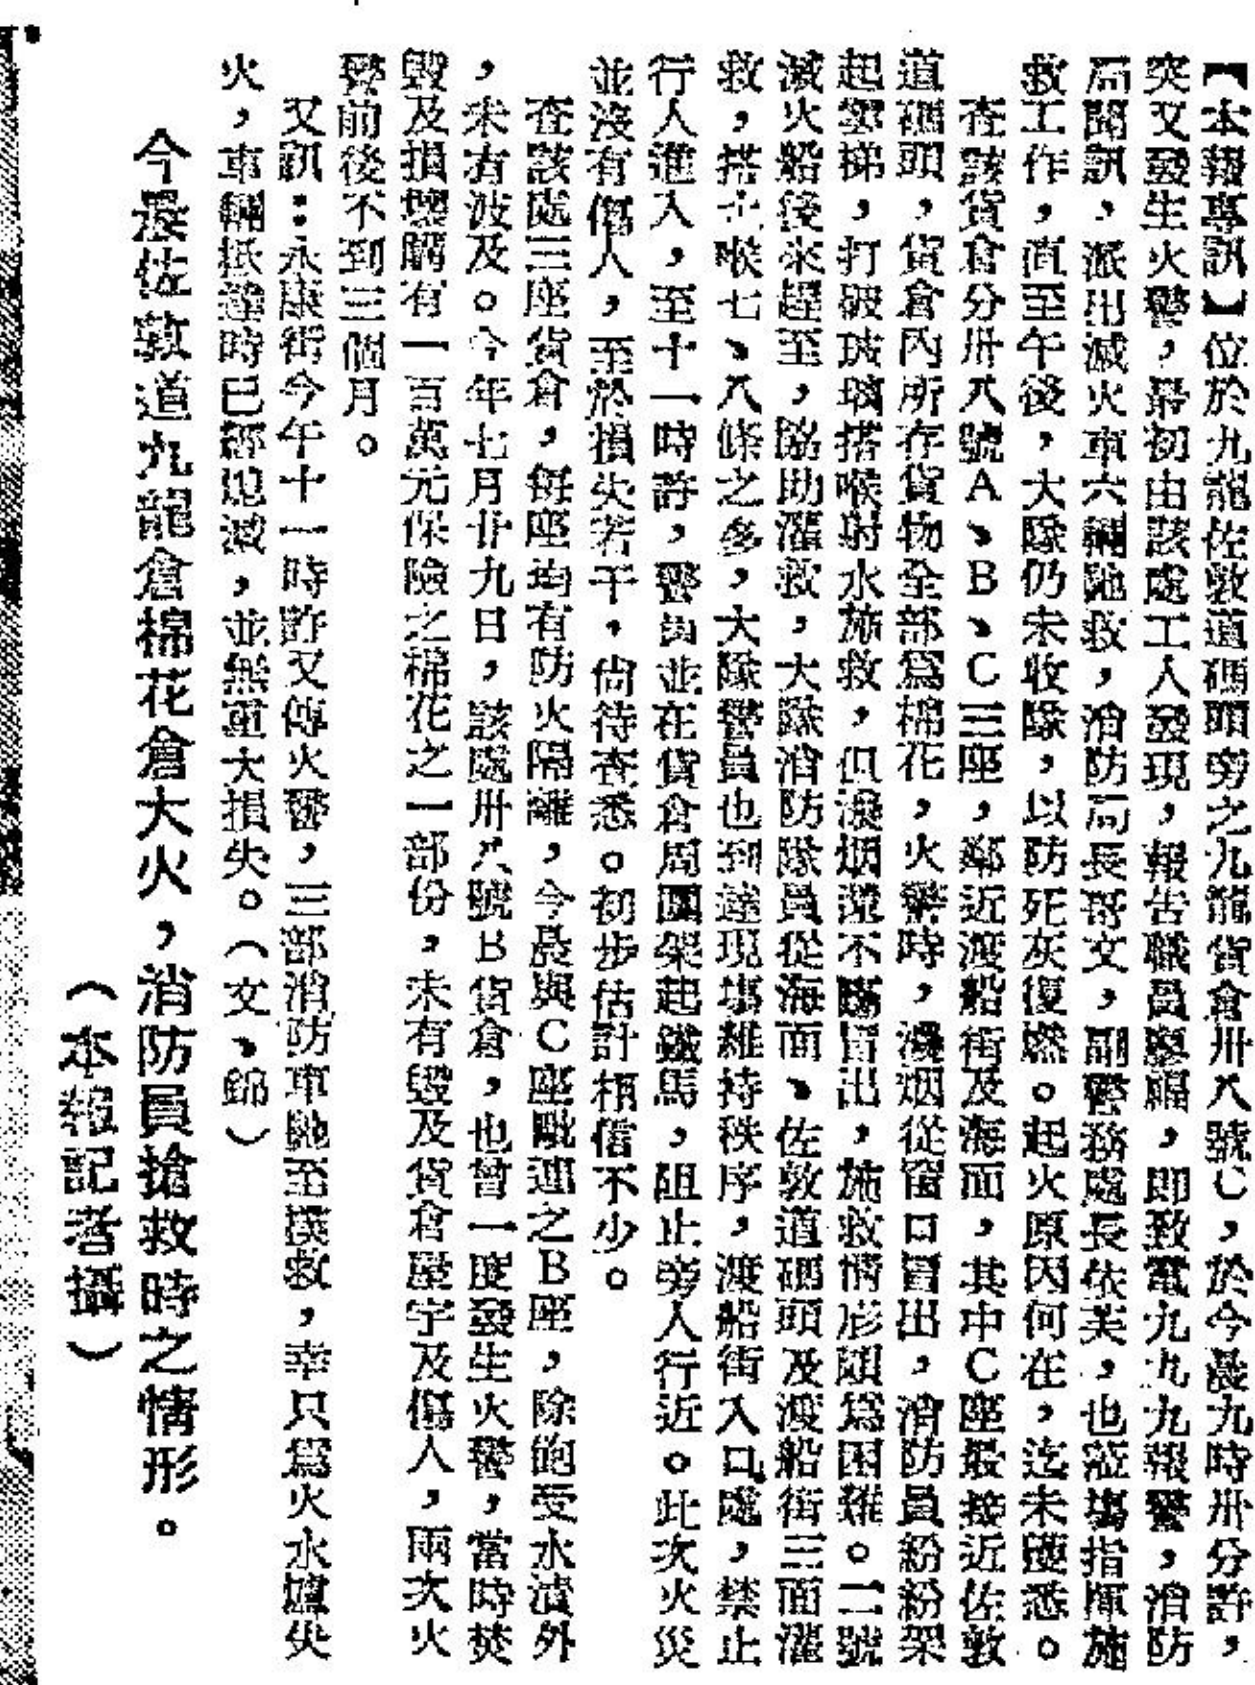 【本報專訊】位於九龍佐敦道碼頭旁之九龍貨倉卅八號C，於今晨九時卅分許，
突又發生火警，最初由該處工人發現，報告職員廖福，即致電九九九報警，消防
局聞訊，派出滅火車六輛馳救，消防局長哥文，副警務處長依芙，也蒞場指揮施
救工作，直至午後，大隊仍未收隊，以防死灰復燃。起火原因何在，迄未獲悉。
查該貨倉分卅八號A、B、C三座，鄰近渡船街及海面，其中C座最接近佐敦
道碼頭，貨倉內所存貨物全部為棉花，火警時，濃烟從窗口冒出，消防員紛紛架
起雲梯，打破玻璃搭喉射水施救，但濃烟滾不斷冒出，施救情形頗為困難。二號
滅火船後來趕至，協助灌救，大隊消防隊員從海面、佐敦道碼頭及渡船街三面灌
救，搭上喉七、八條之多，大隊警員也到達現場維持秩序，渡船街入口處，禁止
行人進入，至十一時許，警員並在貨倉周圍架起鐵馬，阻止旁人行近。此次火災
並沒有傷人，至於損失若干，尚待查悉。初步估計相信不少。
查該處三座貨倉，每座均有防火隔離，今晨與C座毗連之B座，除飽受水漬外
，未有波及。今年七月廿九日，該處卅八號B貨倉，也曾一度發生火警，當時焚
毀及損壞購有一百萬元保險之棉花之一部份，未有毀及貨倉屋宇及傷人，兩次火
警前後不到三個月。
又訊：永康街今午十一時許又傳火警，三部消防車馳至撲救，幸只為火水爐失
火，車輛抵達時已經熄滅，並無重大損失。（文、錦）
今晨佐敦道九龍倉棉花倉大火，消防員搶救時之情形。
（本報記者攝）